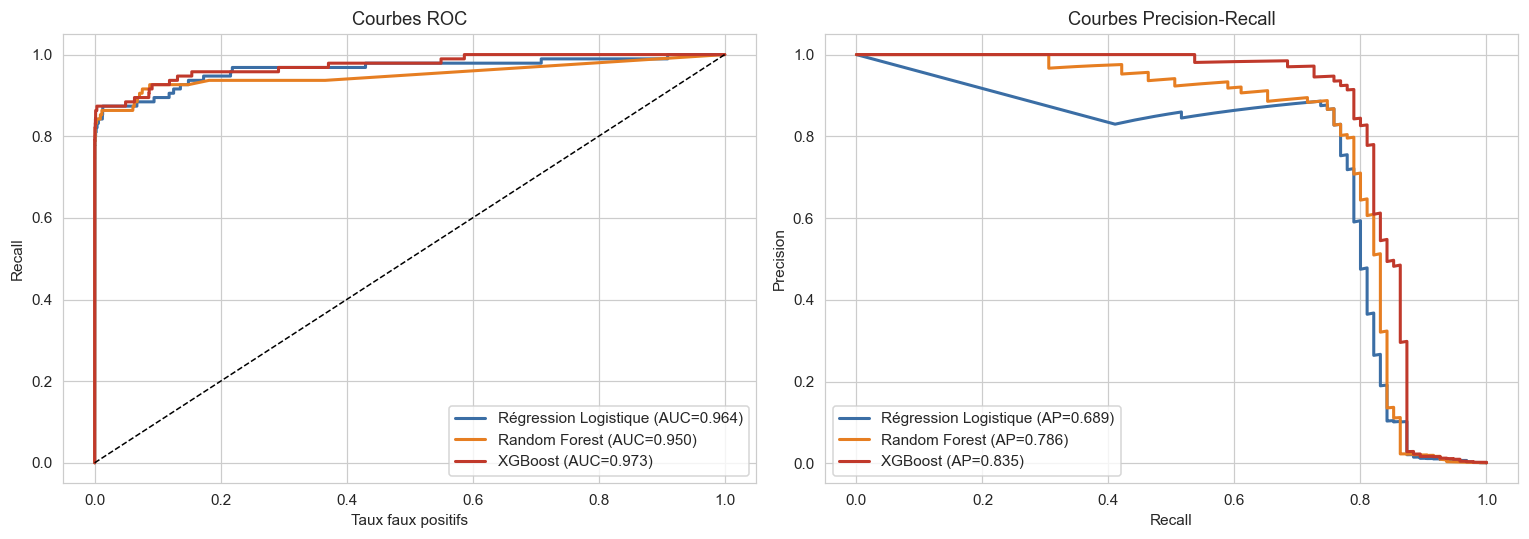 Courbes ROC
Recall
1.0
0.8
0.6
0.4
0.2
0.0
0.0 0.2 0.4 0.6 0.8 1.0
Taux faux positifs
Régression Logistique (AUC=0.964)
Random Forest (AUC=0.950)
XGBoost (AUC=0.973)
Courbes Precision-Recall
Precision
1.0
0.8
0.6
0.4
0.2
0.0
0.0 0.2 0.4 0.6 0.8 1.0
Recall
Régression Logistique (AP=0.689)
Random Forest (AP=0.786)
XGBoost (AP=0.835)